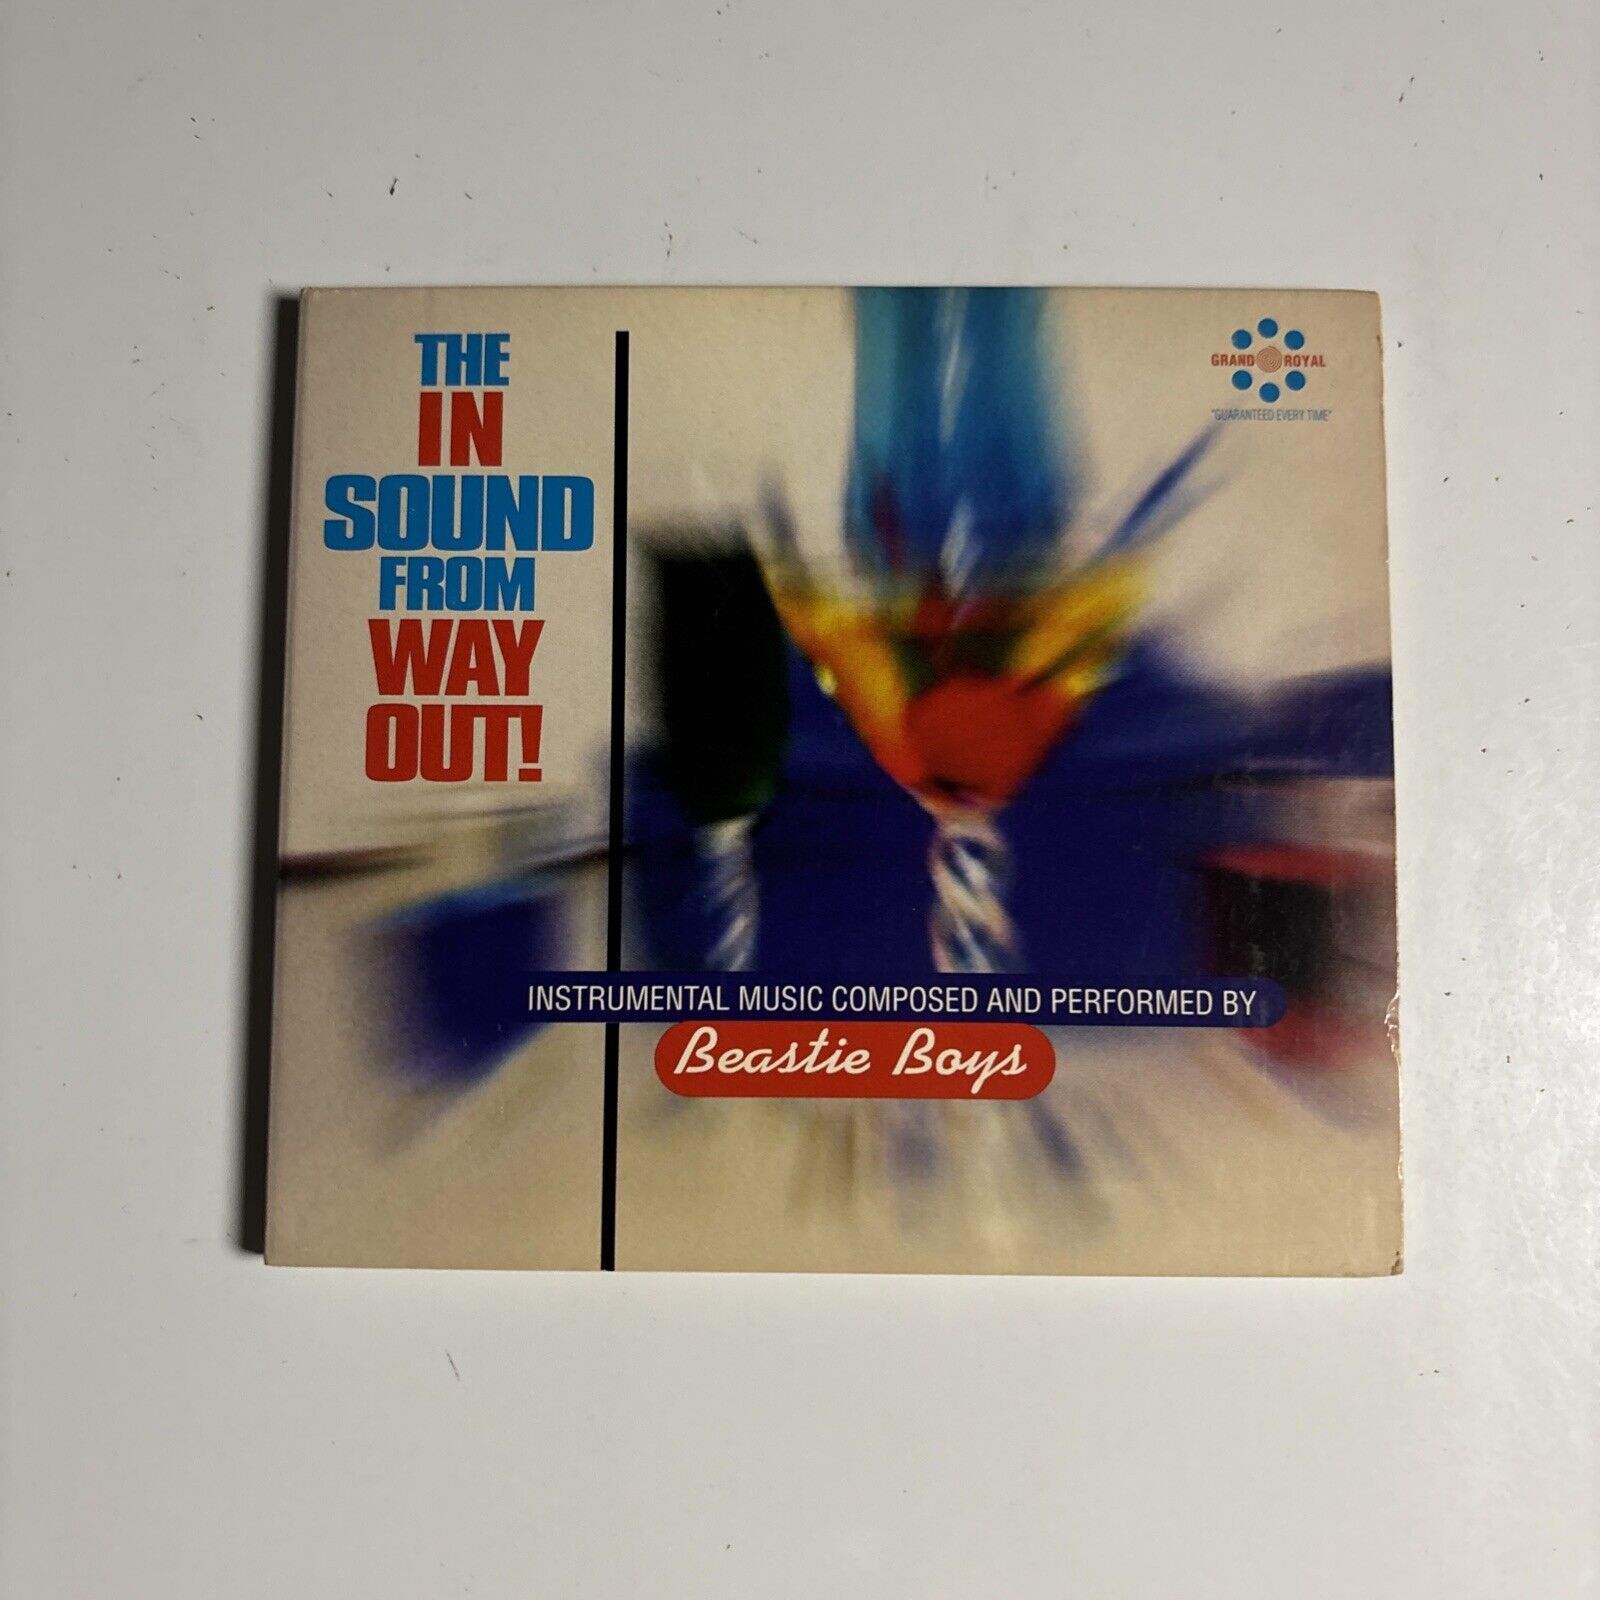 THE
IN
SOUND
FROM
WAY
OUT!
GRAND ROYAL
"GUARANTEED EVERY TIME"
INSTRUMENTAL MUSIC COMPOSED AND PERFORMED BY
Beastie Boys